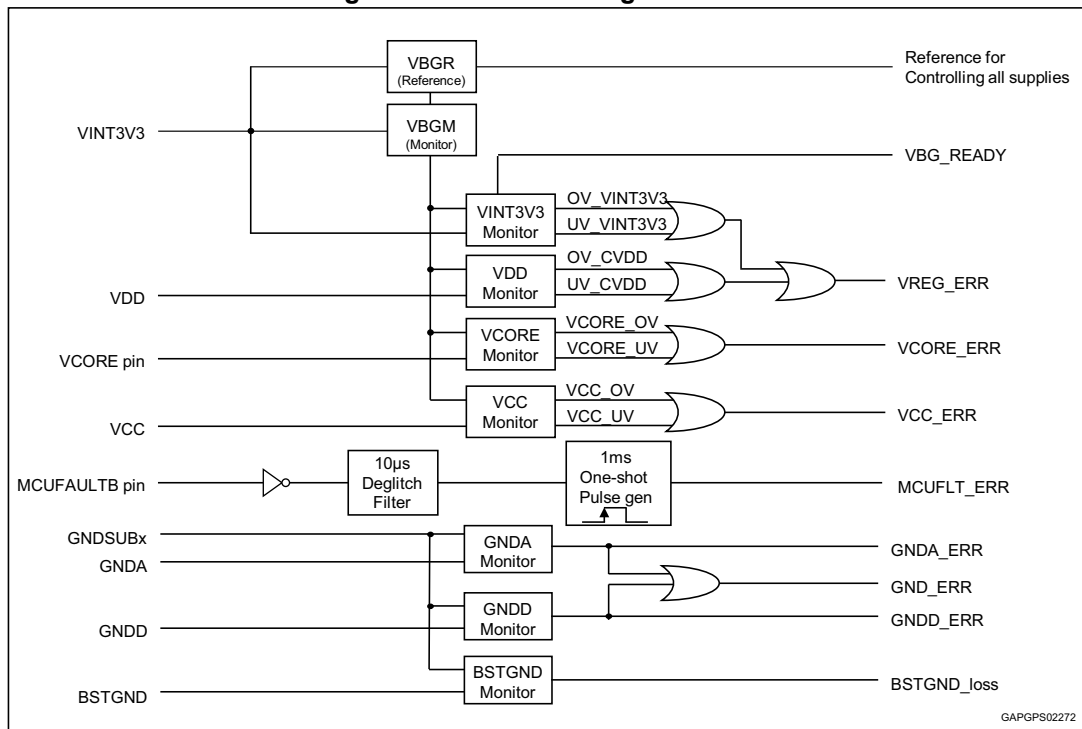 VBGR
(Reference)
Reference for
Controlling all supplies
VINT3V3
VBGM
(Monitor)
VBG_READY
VINT3V3
Monitor
OV_VINT3V3
UV_VINT3V3
VDD
VDD
Monitor
OV_CVDD
UV_CVDD
VREG_ERR
VCORE pin
VCORE
Monitor
VCORE_OV
VCORE_UV
VCORE_ERR
VCC
VCC
Monitor
VCC_OV
VCC_UV
VCC_ERR
MCUFAULTB pin
10µs
Deglitch
Filter
1ms
One-shot
Pulse gen
MCUFLT_ERR
GNDSUBx
GNDA
GNDA
Monitor
GNDA_ERR
GND_ERR
GNDD
GNDD
Monitor
GNDD_ERR
BSTGND
BSTGND
Monitor
BSTGND_loss
GAPGPS02272